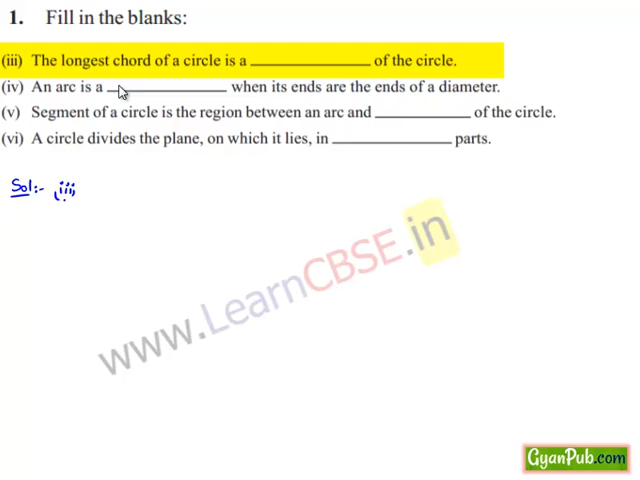 1. Fill in the blanks:
(iii) The longest chord of a circle is a ____________ of the circle.
(iv) An arc is a ____________ when its ends are the ends of a diameter.
(v) Segment of a circle is the region between an arc and __________ of the circle.
(vi) A circle divides the plane, on which it lies, in ____________ parts.
Sol:- (iii)
www.LearnCBSE.in
GyanPub.com